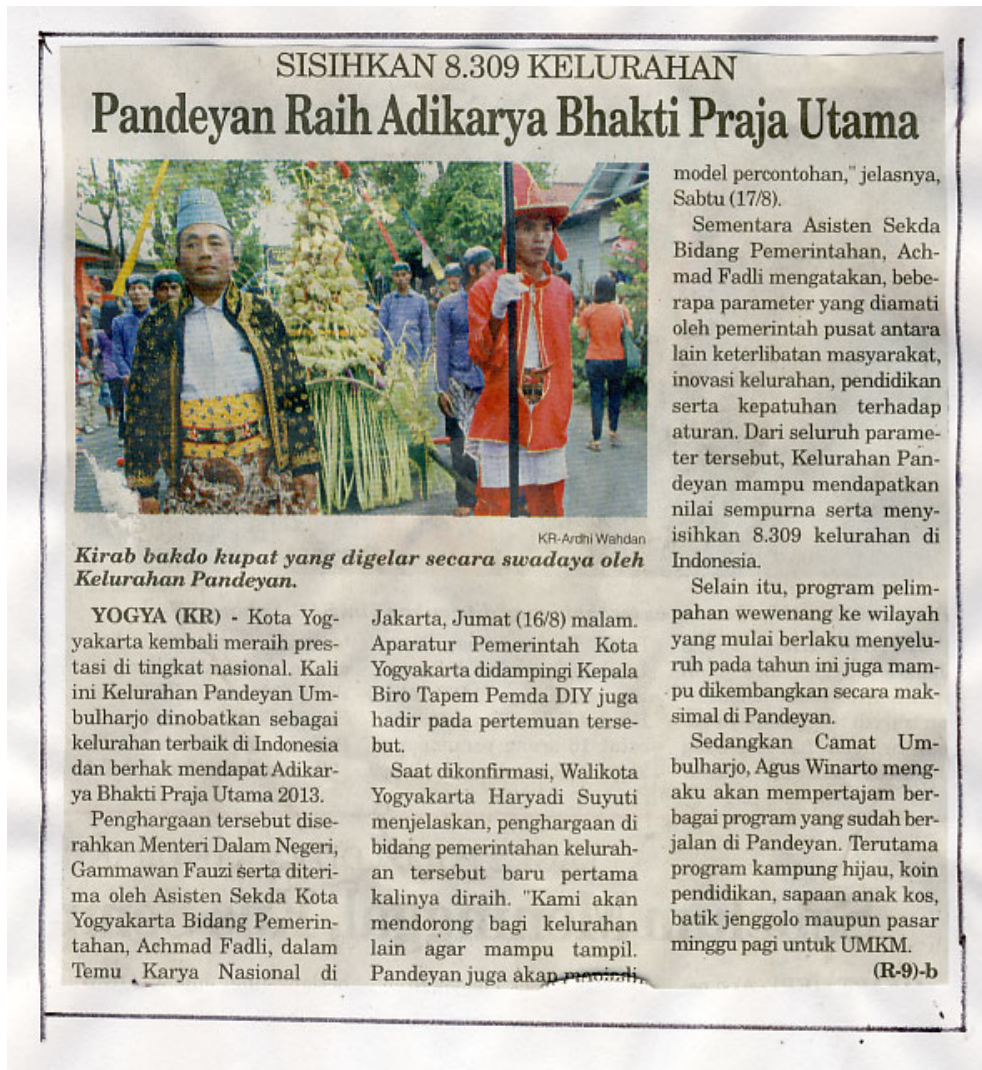 SISIHKAN 8.309 KELURAHAN
Pandeyan Raih Adikarya Bhakti Praja Utama
KR-Ardhi Wahdan
Kirab bakdo kupat yang digelar secara swadaya oleh
Kelurahan Pandeyan.
YOGYA (KR) - Kota Yog-
yakarta kembali meraih pres-
tasi di tingkat nasional. Kali
ini Kelurahan Pandeyan Um-
bulharjo dinobatkan sebagai
kelurahan terbaik di Indonesia
dan berhak mendapat Adikar-
ya Bhakti Praja Utama 2013.
Penghargaan tersebut dise-
rahkan Menteri Dalam Negeri,
Gammawan Fauzi serta diteri-
ma oleh Asisten Sekda Kota
Yogyakarta Bidang Pemerin-
tahan, Achmad Fadli, dalam
Temu Karya Nasional di
Jakarta, Jumat (16/8) malam.
Aparatur Pemerintah Kota
Yogyakarta didampingi Kepala
Biro Tapem Pemda DIY juga
hadir pada pertemuan terse-
but.
Saat dikonfirmasi, Walikota
Yogyakarta Haryadi Suyuti
menjelaskan, penghargaan di
bidang pemerintahan kelurah-
an tersebut baru pertama
kalinya diraih. "Kami akan
mendorong bagi kelurahan
lain agar mampu tampil.
Pandeyan juga akan
model percontohan," jelasnya,
Sabtu (17/8).
Sementara Asisten Sekda
Bidang Pemerintahan, Ach-
mad Fadli mengatakan, bebe-
rapa parameter yang diamati
oleh pemerintah pusat antara
lain keterlibatan masyarakat,
inovasi kelurahan, pendidikan
serta kepatuhan terhadap
aturan. Dari seluruh parame-
ter tersebut, Kelurahan Pan-
deyan mampu mendapatkan
nilai sempurna serta meny-
isihkan 8.309 kelurahan di
Indonesia.
Selain itu, program pelim-
pahan wewenang ke wilayah
yang mulai berlaku menyelu-
ruh pada tahun ini juga mam-
pu dikembangkan secara mak-
simal di Pandeyan.
Sedangkan Camat Um-
bulharjo, Agus Winarto meng-
aku akan mempertajam ber-
bagai program yang sudah ber-
jalan di Pandeyan. Terutama
program kampung hijau, koin
pendidikan, sapaan anak kos,
batik jenggolo maupun pasar
minggu pagi untuk UMKM.
(R-9)-b